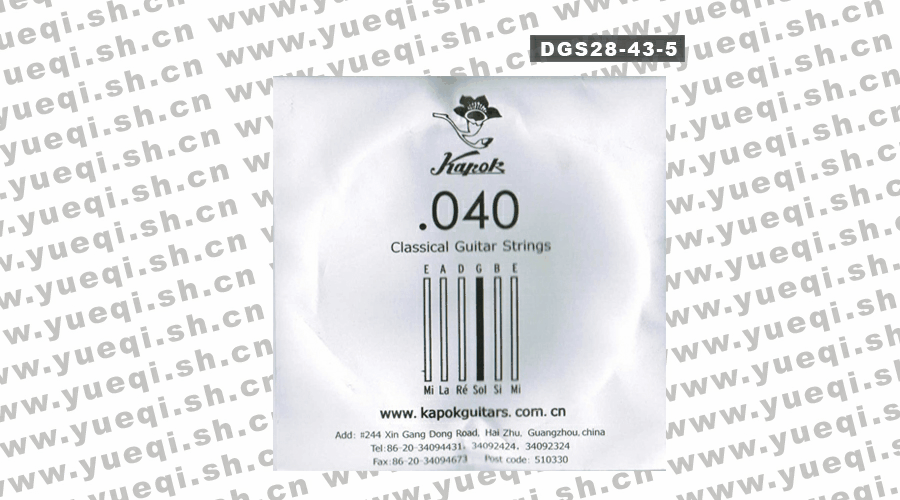 www.yueqi.sh.cn
DGS28-43-5
Kapok
.040
Classical Guitar Strings
E A D G B E
Mi La Ré Sol Si Mi
www.kapokguitars.com.cn
Add: #244 Xin Gang Dong Road, Hai Zhu, Guangzhou,china
Tel:86-20-34094431、34092424、34092324
Fax:86-20-34094673 Post code: 510330